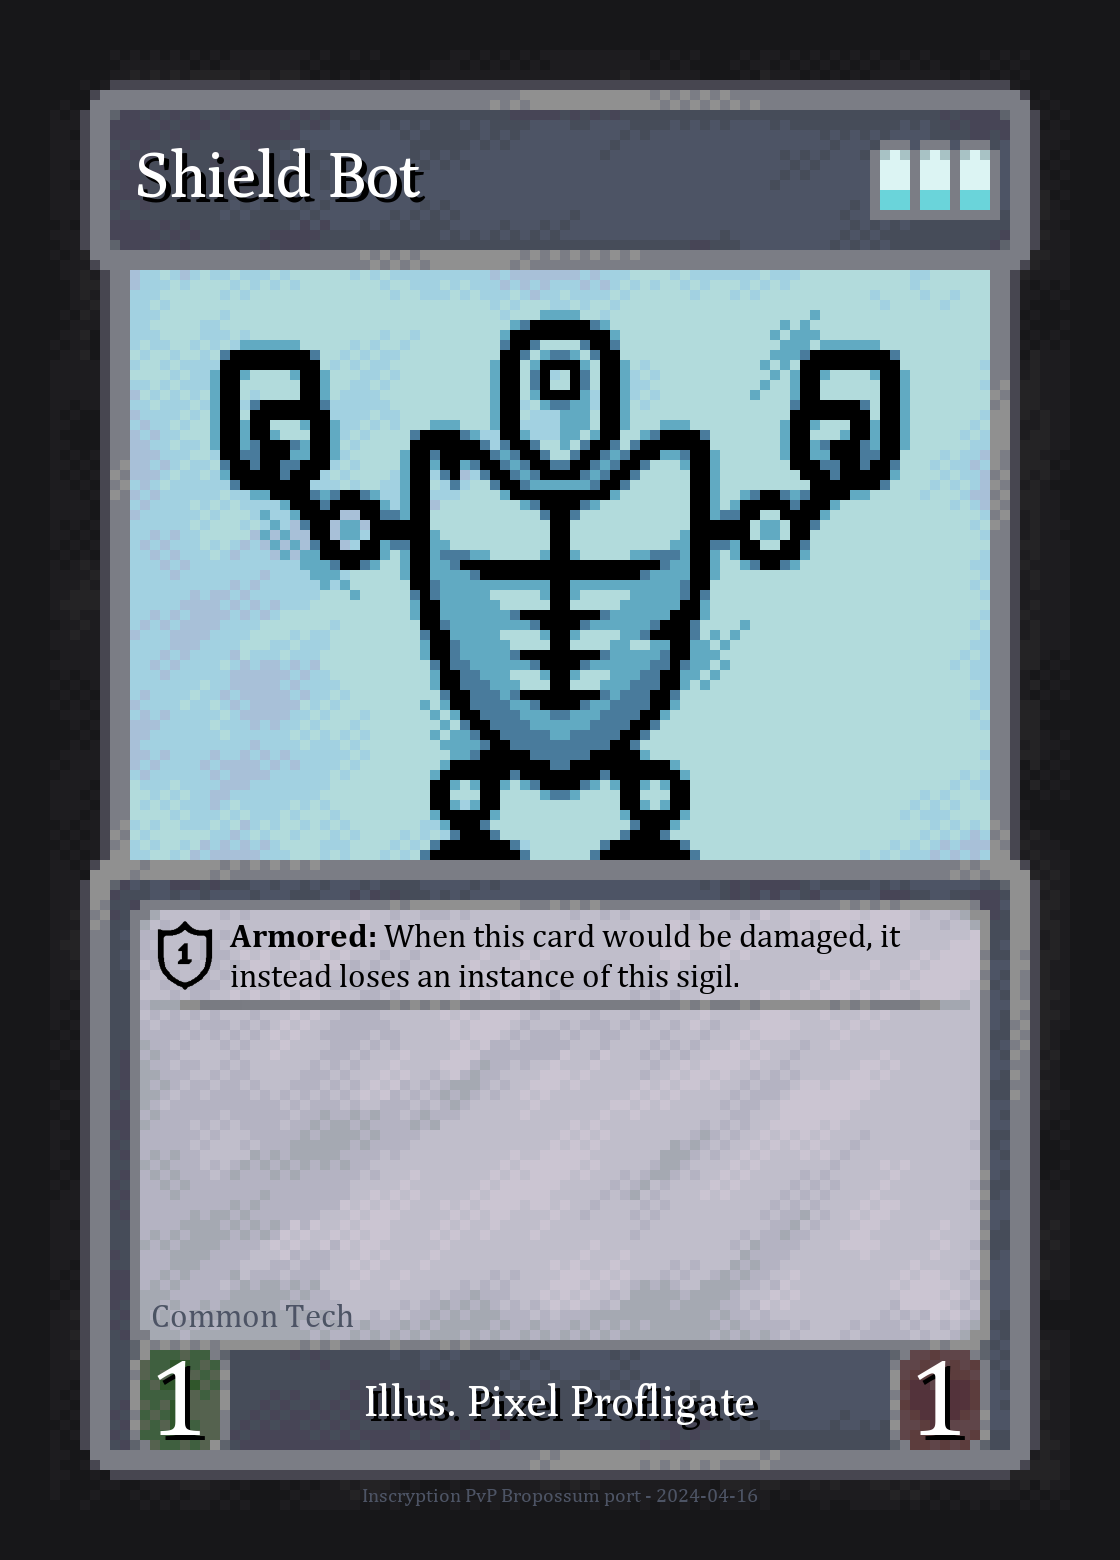 Shield Bot
1
Armored: When this card would be damaged, it
instead loses an instance of this sigil.
Common Tech
1
Illus. Pixel Profligate
1
Inscryption PvP Bropossum port - 2024-04-16